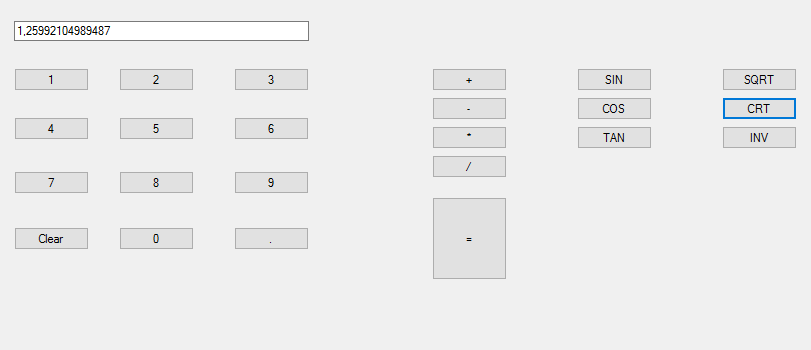 1,25992104989487
1 2 3 + SIN SQRT
- COS CRT
4 5 6 * TAN INV
/
7 8 9
Clear 0 . =